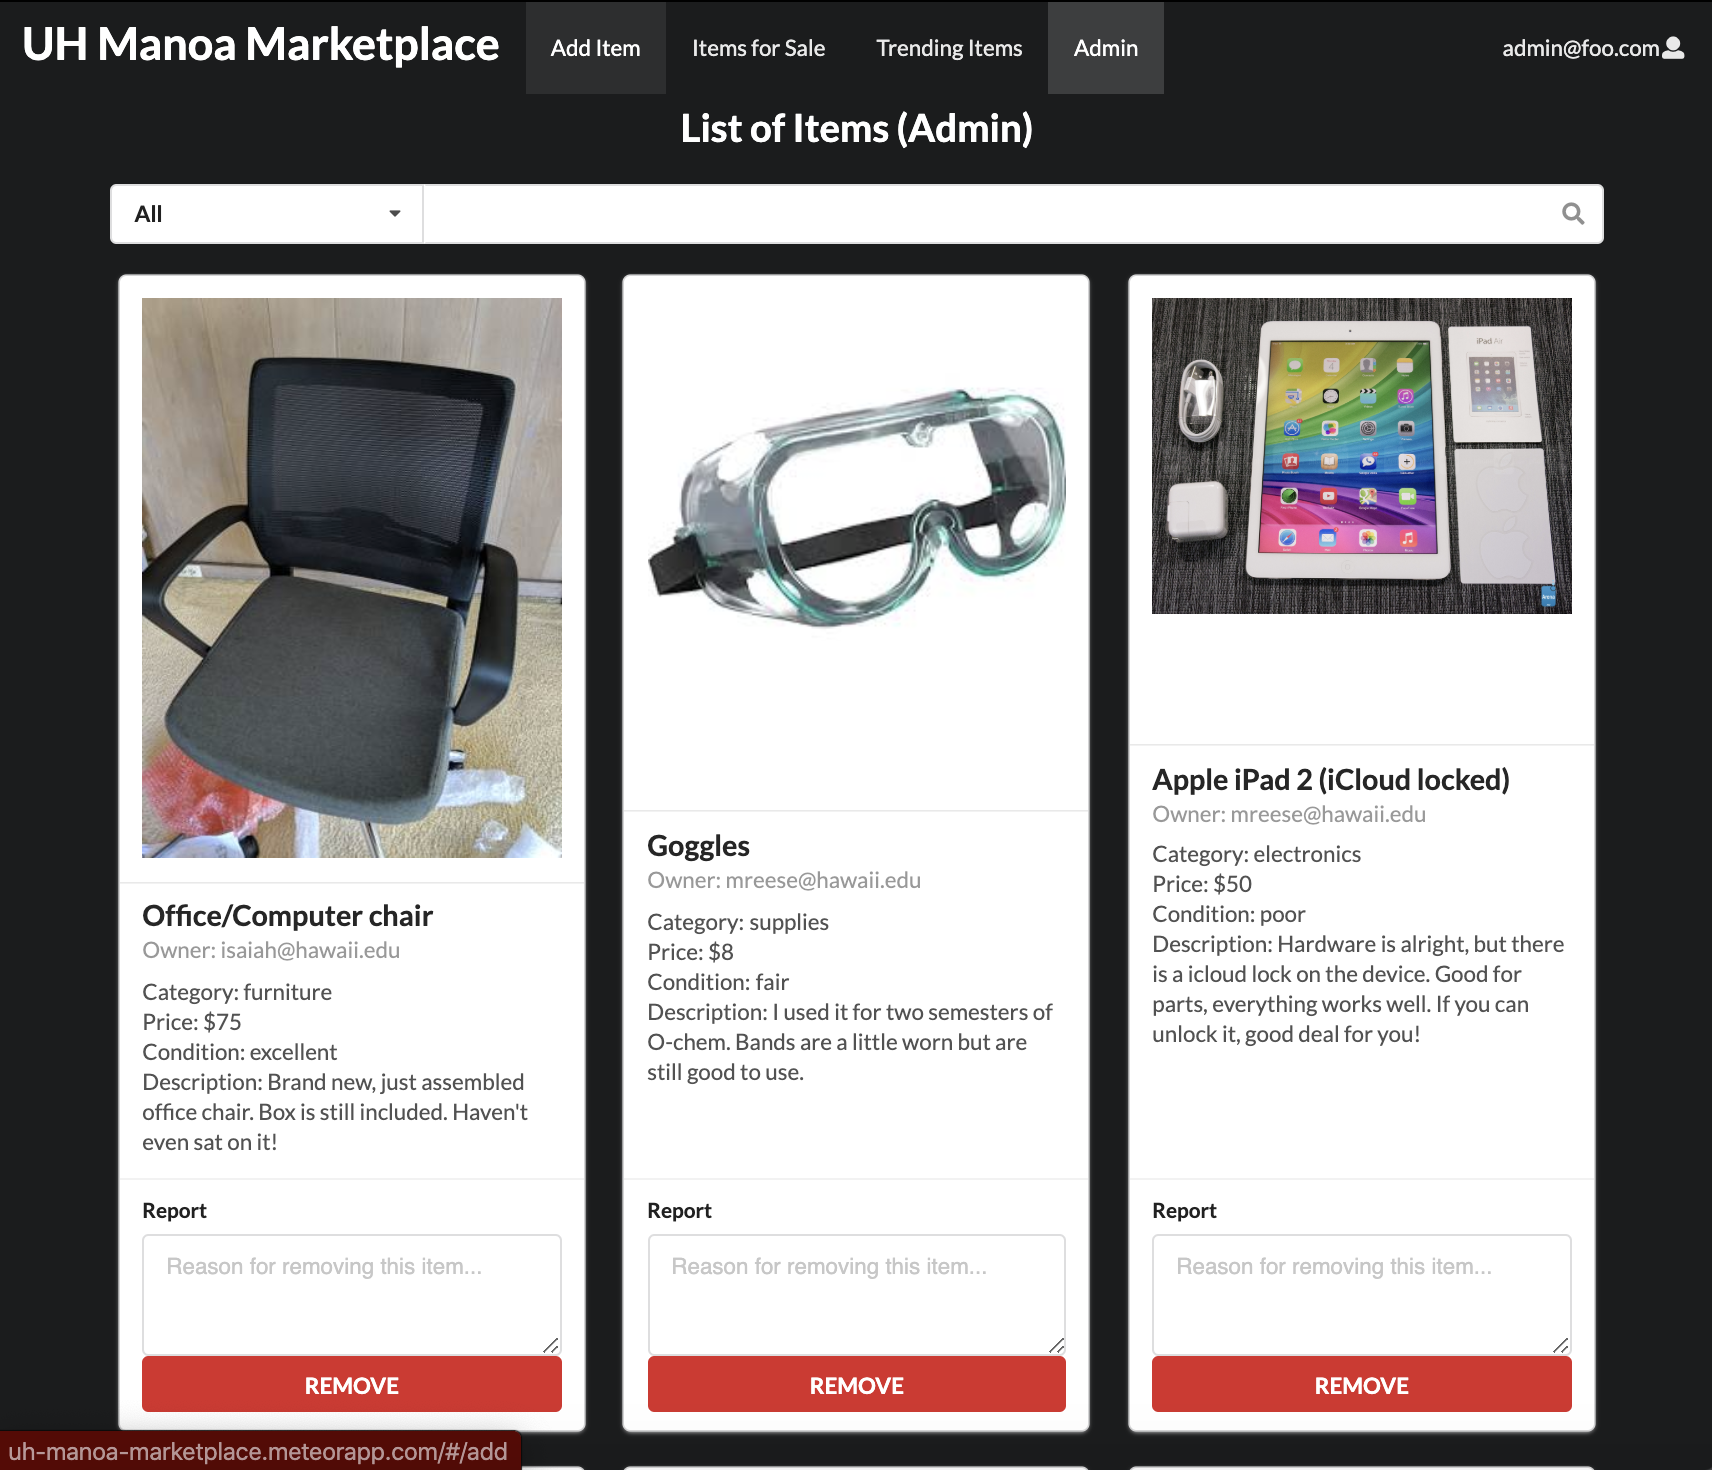 UH Manoa Marketplace
Add Item
Items for Sale
Trending Items
Admin
admin@foo.com
List of Items (Admin)
All
Office/Computer chair
Owner: isaiah@hawaii.edu
Category: furniture
Price: $75
Condition: excellent
Description: Brand new, just assembled
office chair. Box is still included. Haven't
even sat on it!
Report
Reason for removing this item...
REMOVE
Goggles
Owner: mreese@hawaii.edu
Category: supplies
Price: $8
Condition: fair
Description: I used it for two semesters of
O-chem. Bands are a little worn but are
still good to use.
Report
Reason for removing this item...
REMOVE
iPad Air
Apple iPad 2 (iCloud locked)
Owner: mreese@hawaii.edu
Category: electronics
Price: $50
Condition: poor
Description: Hardware is alright, but there
is a icloud lock on the device. Good for
parts, everything works well. If you can
unlock it, good deal for you!
Report
Reason for removing this item...
REMOVE
uh-manoa-marketplace.meteorapp.com/#/add